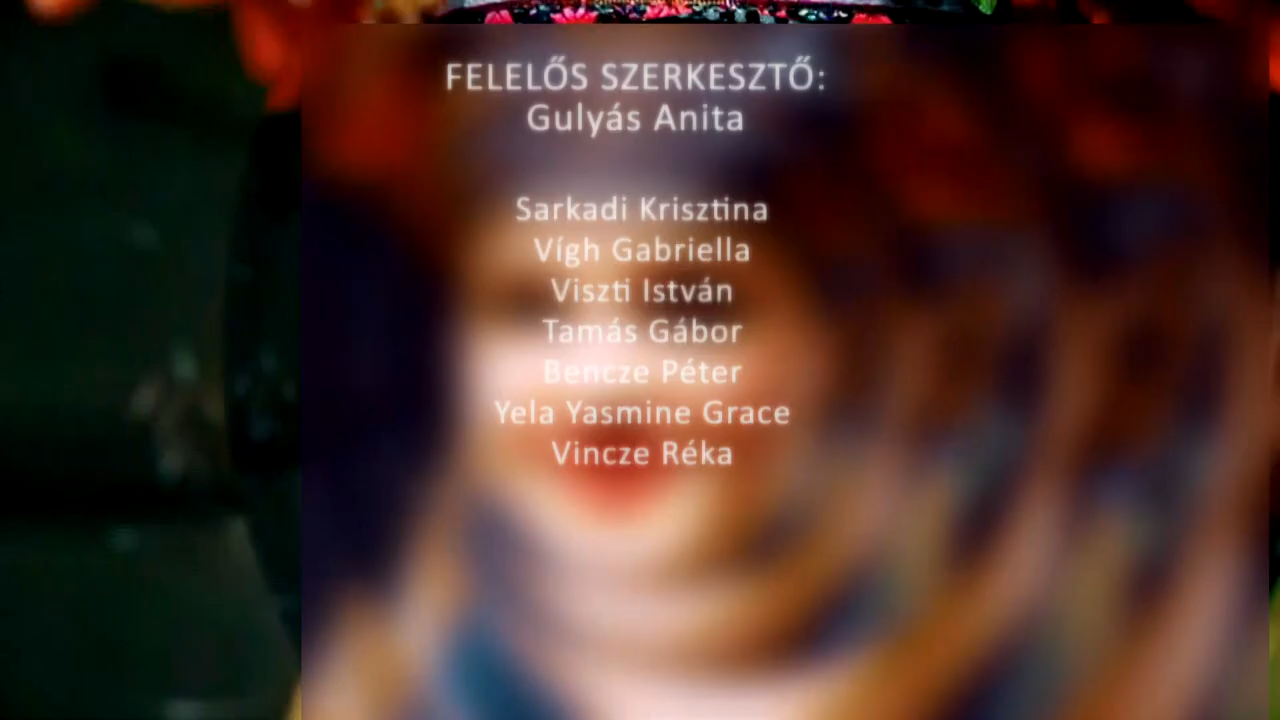 FELELŐS SZERKESZTŐ:
Gulyás Anita
Sarkadi Krisztina
Vígh Gabriella
Viszti István
Tamás Gábor
Bencze Péter
Yela Yasmine Grace
Vincze Réka